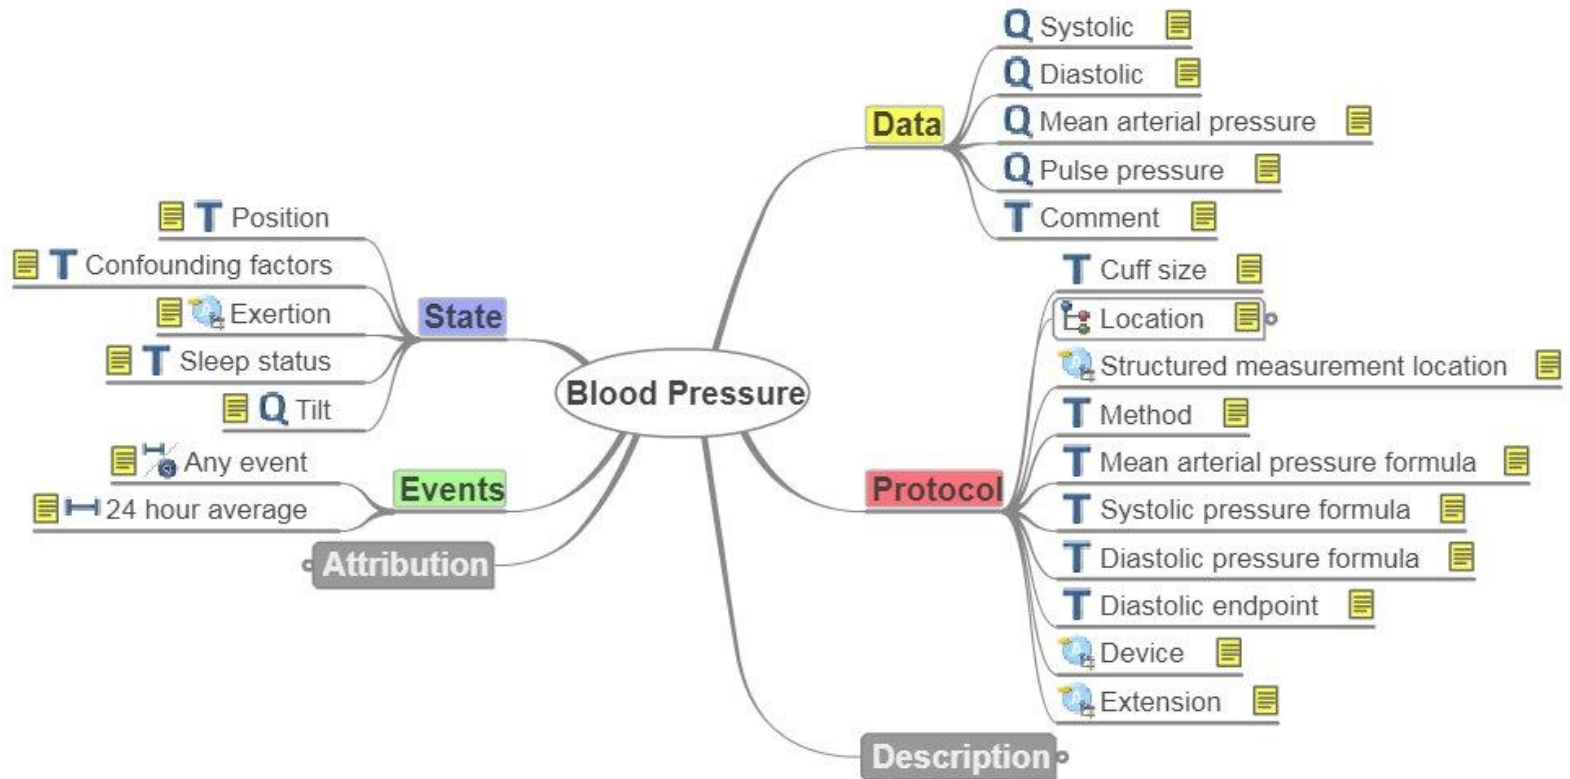 Blood Pressure
Data
Q Systolic
Q Diastolic
Q Mean arterial pressure
Q Pulse pressure
T Comment
Protocol
T Cuff size
Location
Structured measurement location
T Method
T Mean arterial pressure formula
T Systolic pressure formula
T Diastolic pressure formula
T Diastolic endpoint
Device
Extension
Description
State
T Position
T Confounding factors
Exertion
T Sleep status
Q Tilt
Events
Any event
24 hour average
Attribution